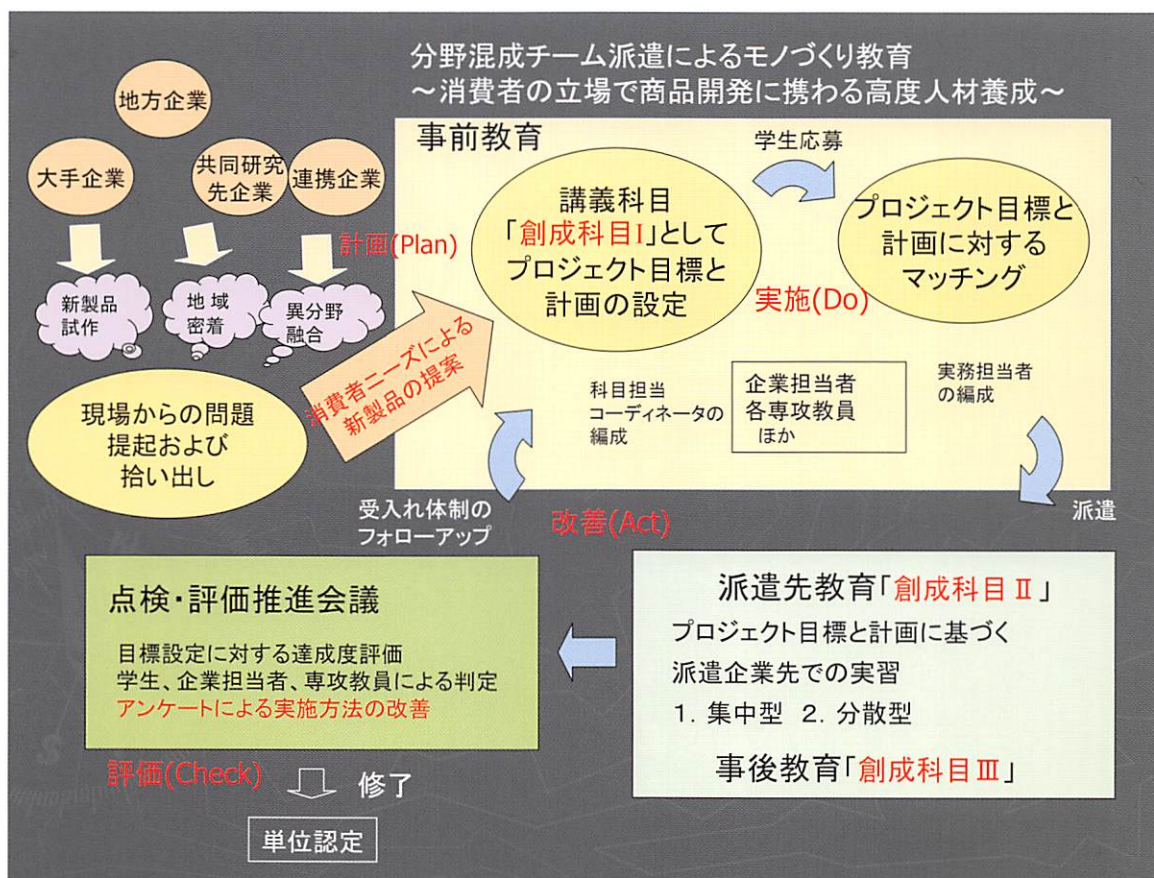 分野混成チーム派遣によるモノづくり教育
～消費者の立場で商品開発に携わる高度人材養成～
地方企業
大手企業
共同研究
先企業
連携企業
計画(Plan)
新製品
試作
地域
密着
異分野
融合
現場からの問題
提起および
拾い出し
消費者ニーズによる
新製品の提案
事前教育
学生応募
講義科目
「創成科目Ⅰ」として
プロジェクト目標と
計画の設定
プロジェクト目標と
計画に対する
マッチング
実施(Do)
科目担当
コーディネータの
編成
企業担当者
各専攻教員
ほか
実務担当者
の編成
受入れ体制の
フォローアップ
改善(Act)
派遣
点検・評価推進会議
目標設定に対する達成度評価
学生、企業担当者、専攻教員による判定
アンケートによる実施方法の改善
派遣先教育「創成科目Ⅱ」
プロジェクト目標と計画に基づく
派遣企業先での実習
１．集中型 ２．分散型
事後教育「創成科目Ⅲ」
評価(Check)
修了
単位認定